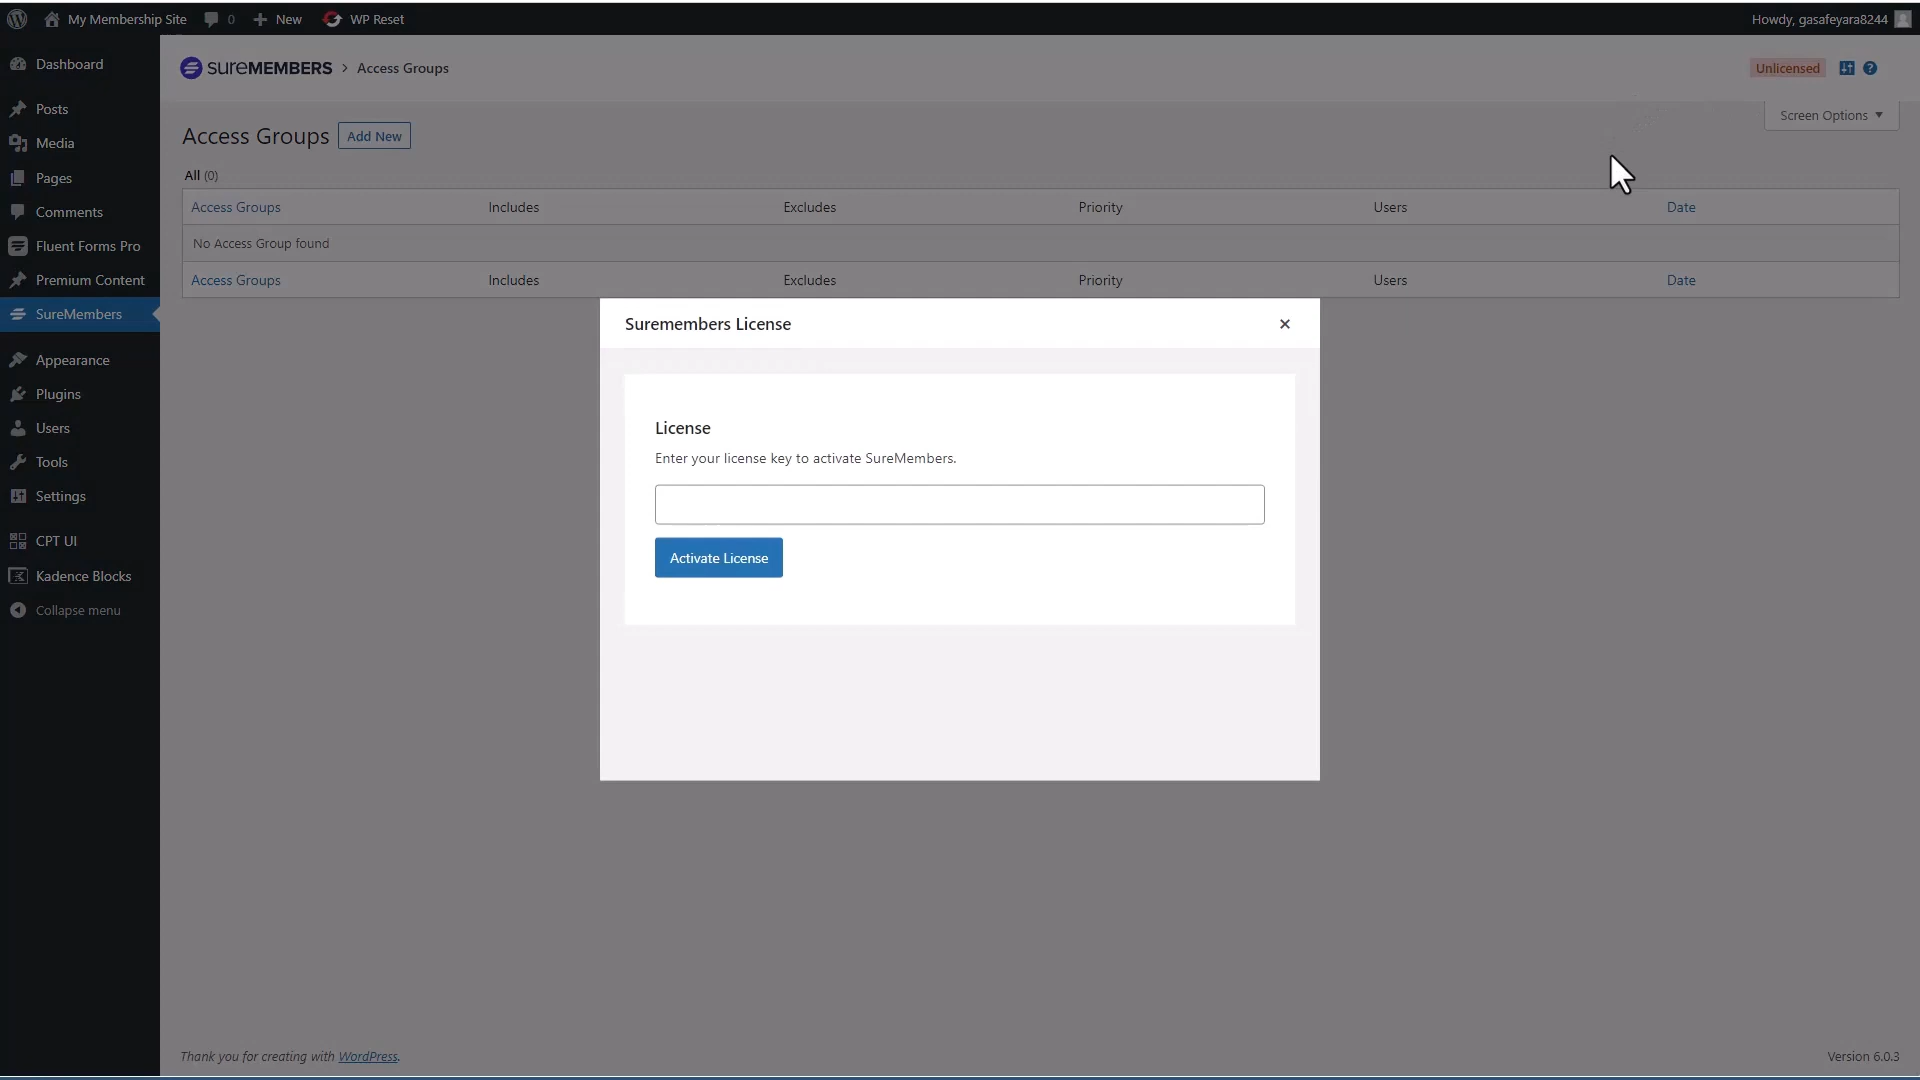 My Membership Site 0 New WP Reset Howdy, gasafeyara8244
Dashboard
Posts
Media
Pages
Comments
Fluent Forms Pro
Premium Content
SureMembers
Appearance
Plugins
Users
Tools
Settings
CPT UI
Kadence Blocks
Collapse menu
SUREMEMBERS > Access Groups Unlicensed
Screen Options
Access Groups Add New
All (0)
Access Groups Includes Excludes Priority Users Date
No Access Group found
Access Groups Includes Excludes Priority Users Date
Suremembers License
License
Enter your license key to activate SureMembers.
Activate License
Thank you for creating with WordPress. Version 6.0.3